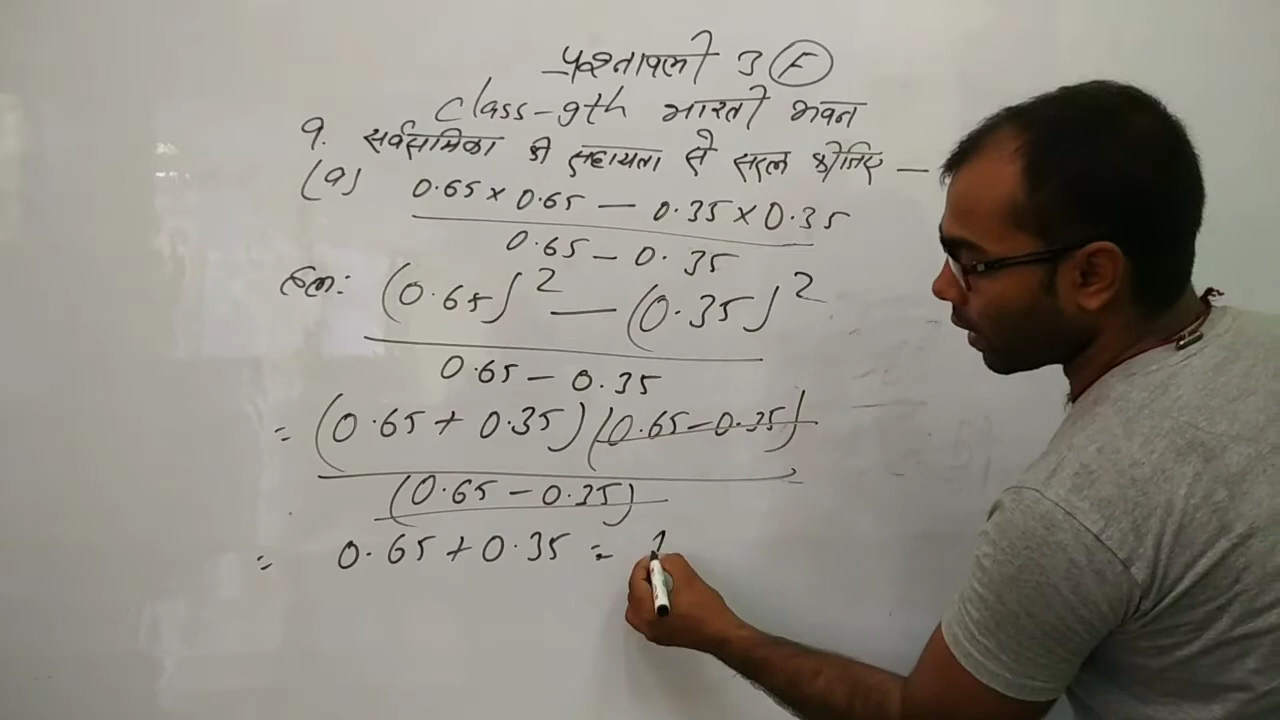 प्रश्नावली 3 (F)
Class-9th भारती भवन
9. सर्वसमिका की सहायता से सरल कीजिए —
(a) 0.65 × 0.65 — 0.35 × 0.35
0.65 — 0.35
हल: (0.65)² — (0.35)²
0.65 — 0.35
= (0.65 + 0.35) (0.65 - 0.35)
(0.65 - 0.35)
= 0.65 + 0.35 = 1